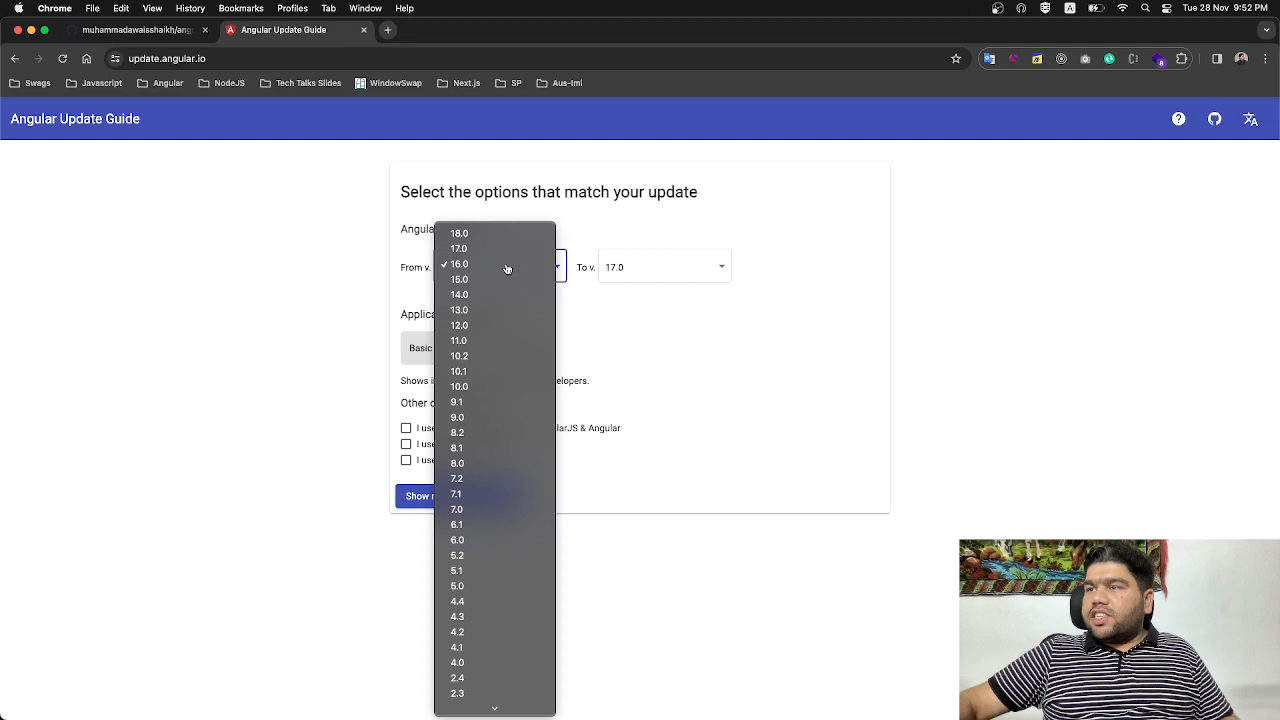 Chrome File Edit View History Bookmarks Profiles Tab Window Help
A
Tue 28 Nov 9:52 PM
muhammadawaisshaikh/ang
Angular Update Guide
update.angular.io
8
Swags Javascript Angular NodeJS Tech Talks Slides WindowSwap Next.js SP Aus-Imi
Angular Update Guide
Select the options that match your update
Angula
From v.
To v. 17.0
Applica
Basic
Shows i
elopers.
Other o
I use
ularJS & Angular
I use
I use
Show
18.0
17.0
✓ 16.0
15.0
14.0
13.0
12.0
11.0
10.2
10.1
10.0
9.1
9.0
8.2
8.1
8.0
7.2
7.1
7.0
6.1
6.0
5.2
5.1
5.0
4.4
4.3
4.2
4.1
4.0
2.4
2.3